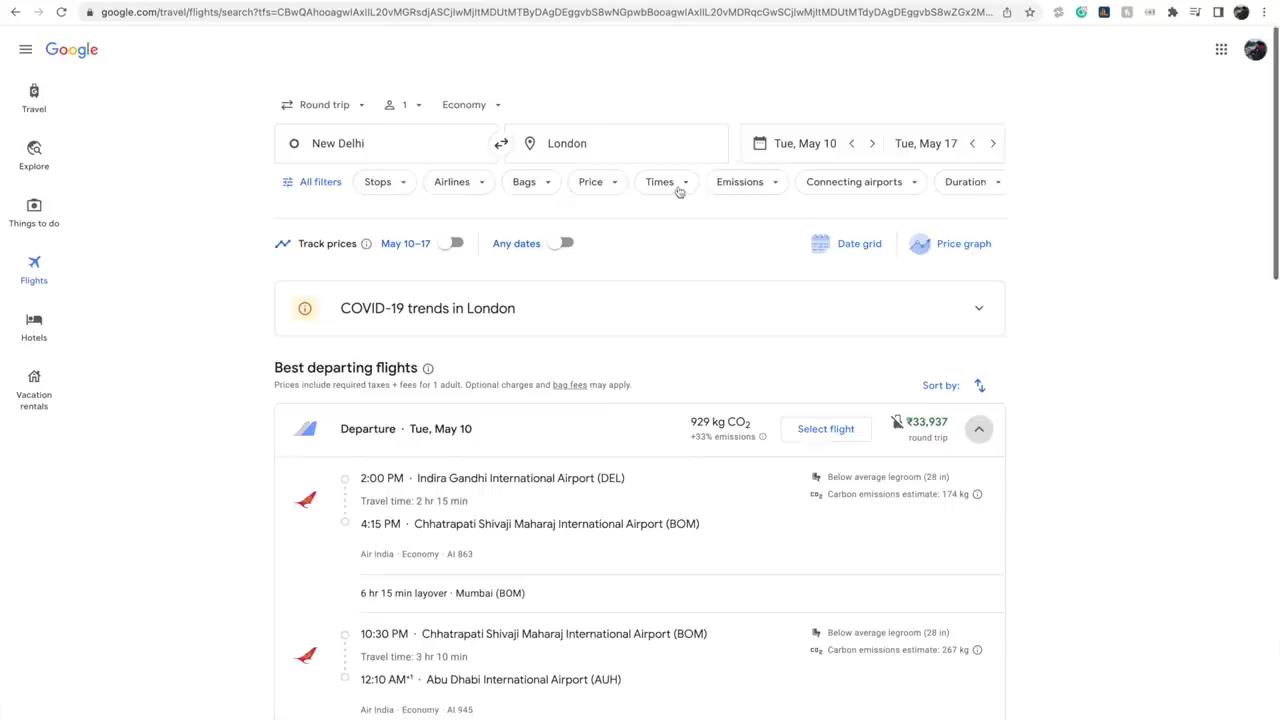 google.com/travel/flights/search?tfs=CBwQAhooagwIAxIIL20vMGRsdjASCjIwMjItMDUtMTByDAgDEggvbS8wNGpwbBooagwIAxIIL20vMDRqcGwSCjIwMjItMDUtMTdyDAgDEggvbS8wZGx2M...
Google
Round trip 1 Economy
New Delhi London Tue, May 10 Tue, May 17
All filters Stops Airlines Bags Price Times Emissions Connecting airports Duration
Travel
Explore
Things to do
Flights
Hotels
Vacation
rentals
Track prices May 10–17 Any dates Date grid Price graph
COVID-19 trends in London
Best departing flights
Prices include required taxes + fees for 1 adult. Optional charges and bag fees may apply. Sort by:
Departure · Tue, May 10 929 kg CO2 Select flight ₹33,937
+33% emissions round trip
2:00 PM · Indira Gandhi International Airport (DEL) Below average legroom (28 in)
Travel time: 2 hr 15 min CO2 Carbon emissions estimate: 174 kg
4:15 PM · Chhatrapati Shivaji Maharaj International Airport (BOM)
Air India · Economy · AI 863
6 hr 15 min layover · Mumbai (BOM)
10:30 PM · Chhatrapati Shivaji Maharaj International Airport (BOM) Below average legroom (28 in)
Travel time: 3 hr 10 min CO2 Carbon emissions estimate: 267 kg
12:10 AM+1 · Abu Dhabi International Airport (AUH)
Air India · Economy · AI 945